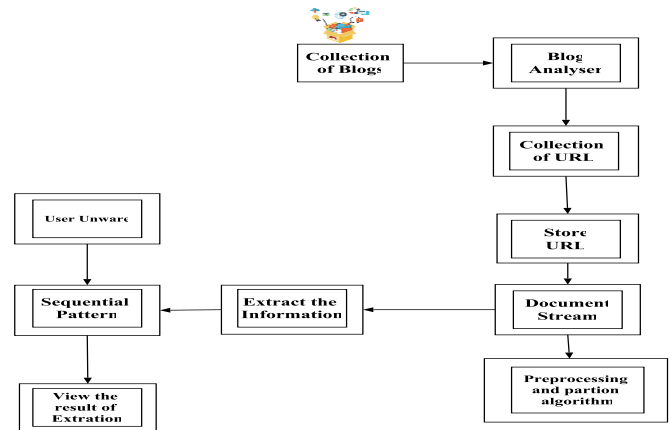 Collection
of Blogs
Blog
Analyser
Collection
of URL
Store
URL
User Unware
Sequential
Pattern
Extract the
Information
Document
Stream
View the
result of
Extration
Preprocessing
and partion
algorithm